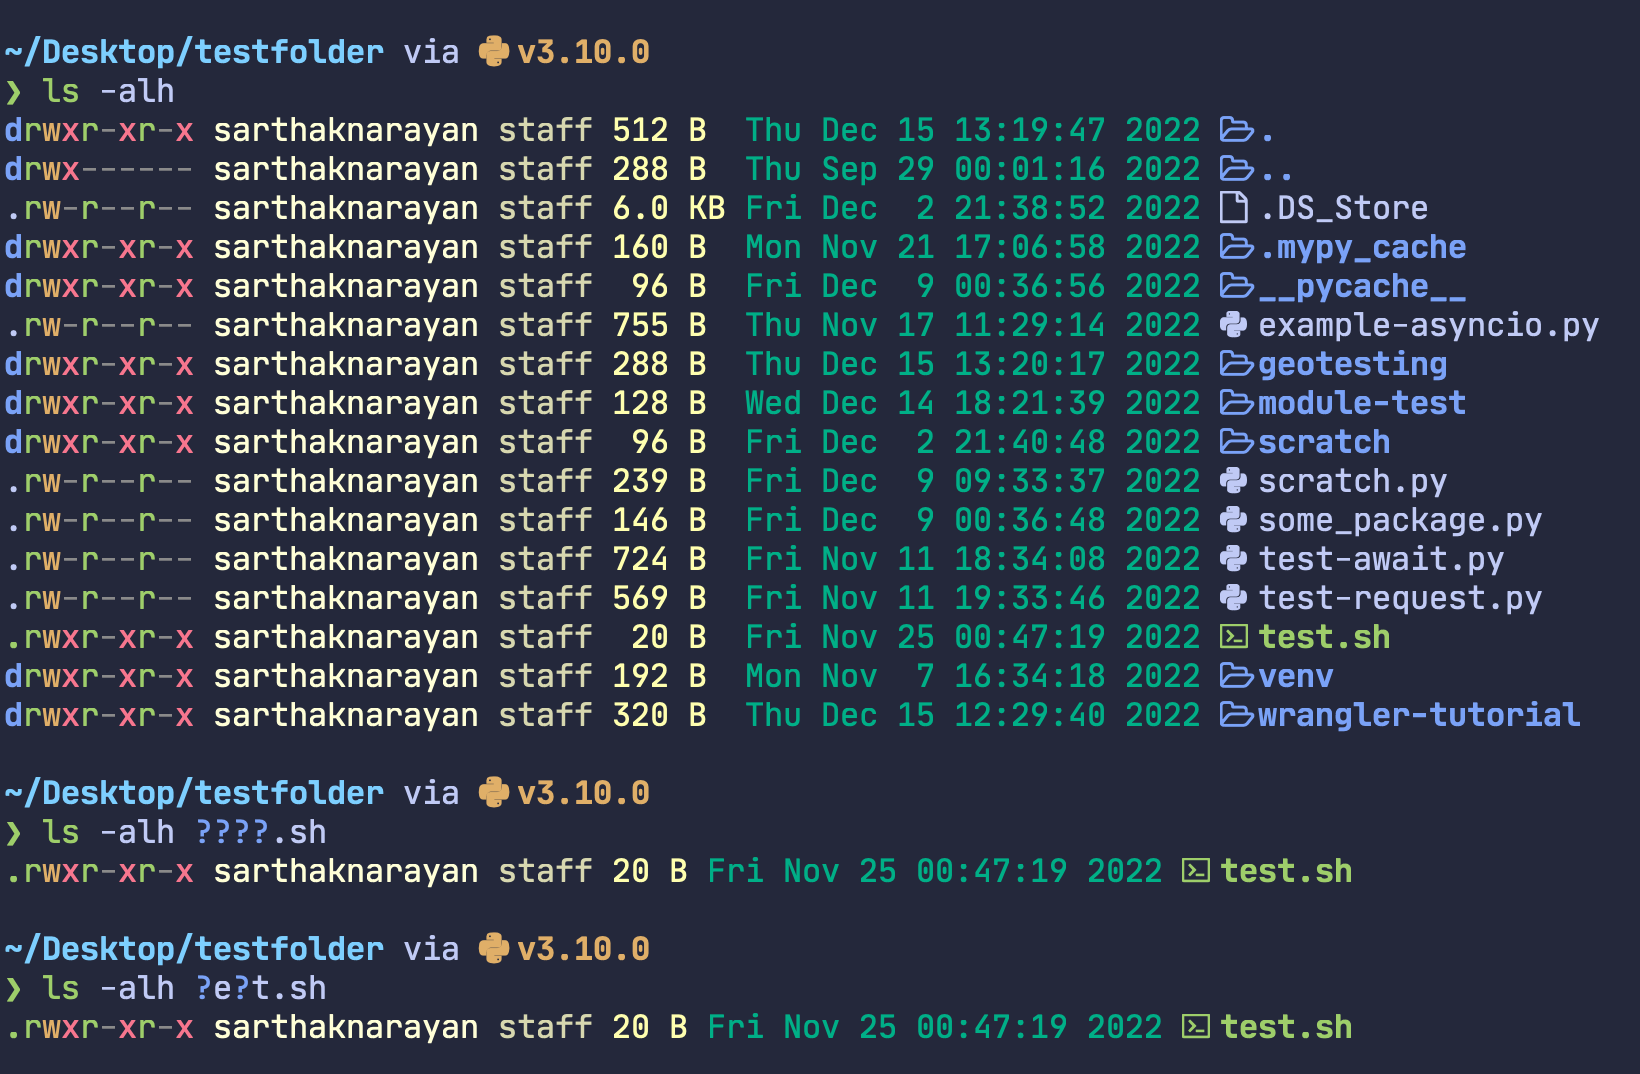 ~/Desktop/testfolder via v3.10.0
❯ ls -alh
drwxr-xr-x sarthaknarayan staff 512 B Thu Dec 15 13:19:47 2022 .
drwx------ sarthaknarayan staff 288 B Thu Sep 29 00:01:16 2022 ..
.rw-r--r-- sarthaknarayan staff 6.0 KB Fri Dec 2 21:38:52 2022 .DS_Store
drwxr-xr-x sarthaknarayan staff 160 B Mon Nov 21 17:06:58 2022 .mypy_cache
drwxr-xr-x sarthaknarayan staff 96 B Fri Dec 9 00:36:56 2022 __pycache__
.rw-r--r-- sarthaknarayan staff 755 B Thu Nov 17 11:29:14 2022 example-asyncio.py
drwxr-xr-x sarthaknarayan staff 288 B Thu Dec 15 13:20:17 2022 geotesting
drwxr-xr-x sarthaknarayan staff 128 B Wed Dec 14 18:21:39 2022 module-test
drwxr-xr-x sarthaknarayan staff 96 B Fri Dec 2 21:40:48 2022 scratch
.rw-r--r-- sarthaknarayan staff 239 B Fri Dec 9 09:33:37 2022 scratch.py
.rw-r--r-- sarthaknarayan staff 146 B Fri Dec 9 00:36:48 2022 some_package.py
.rw-r--r-- sarthaknarayan staff 724 B Fri Nov 11 18:34:08 2022 test-await.py
.rw-r--r-- sarthaknarayan staff 569 B Fri Nov 11 19:33:46 2022 test-request.py
.rwxr-xr-x sarthaknarayan staff 20 B Fri Nov 25 00:47:19 2022 test.sh
drwxr-xr-x sarthaknarayan staff 192 B Mon Nov 7 16:34:18 2022 venv
drwxr-xr-x sarthaknarayan staff 320 B Thu Dec 15 12:29:40 2022 wrangler-tutorial
~/Desktop/testfolder via v3.10.0
❯ ls -alh ????.sh
.rwxr-xr-x sarthaknarayan staff 20 B Fri Nov 25 00:47:19 2022 test.sh
~/Desktop/testfolder via v3.10.0
❯ ls -alh ?e?t.sh
.rwxr-xr-x sarthaknarayan staff 20 B Fri Nov 25 00:47:19 2022 test.sh